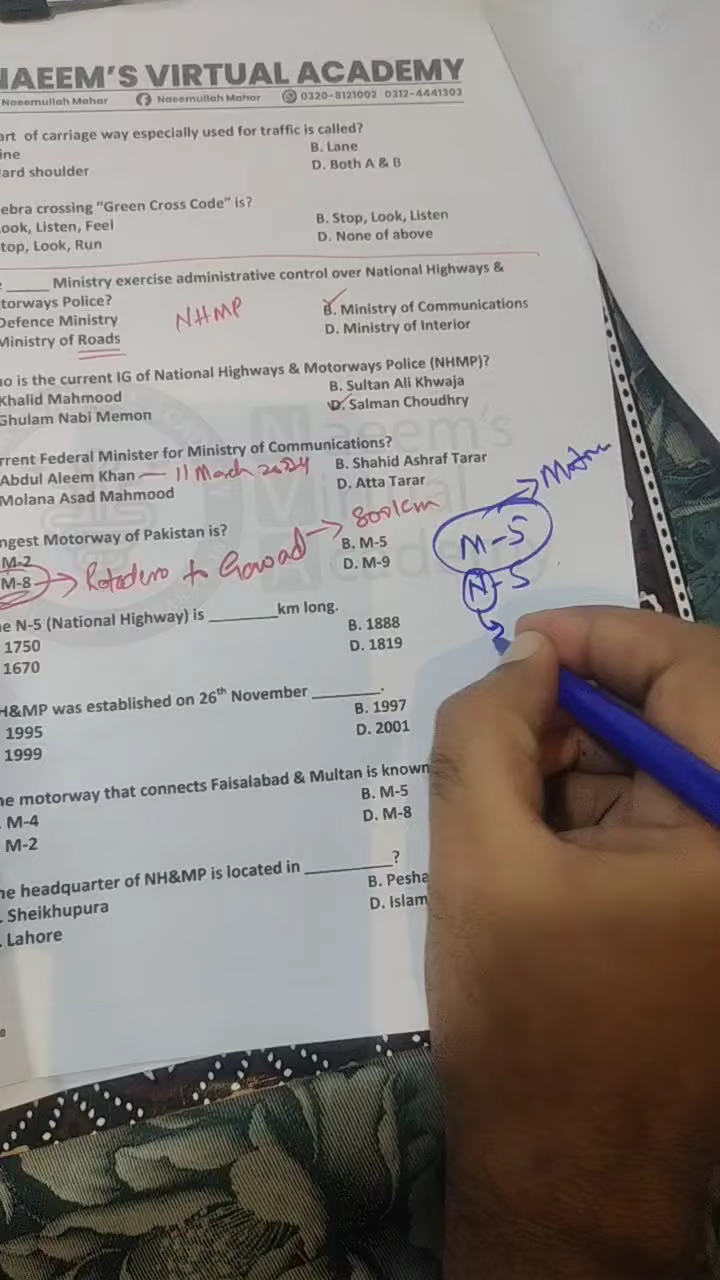 NAEEM'S VIRTUAL ACADEMY
Naeemullah Mahar Naeemullah Mahar 0320-8121002 0312-4441303
art of carriage way especially used for traffic is called?
ine B. Lane
ard shoulder D. Both A & B
ebra crossing "Green Cross Code" is?
ook, Listen, Feel B. Stop, Look, Listen
top, Look, Run D. None of above
e ______ Ministry exercise administrative control over National Highways &
torways Police?
Defence Ministry NHMP B. Ministry of Communications
Ministry of Roads D. Ministry of Interior
ho is the current IG of National Highways & Motorways Police (NHMP)?
Khalid Mahmood B. Sultan Ali Khwaja
Ghulam Nabi Memon D. Salman Choudhry
rrent Federal Minister for Ministry of Communications?
Abdul Aleem Khan — 11 March 2024 B. Shahid Ashraf Tarar
Molana Asad Mahmood D. Atta Tarar
ngest Motorway of Pakistan is?
M-2 B. M-5
M-8 → Ratodero to Gawad → 800km D. M-9
M-5
N-5
he N-5 (National Highway) is ________km long.
1750 B. 1888
1670 D. 1819
H&MP was established on 26th November ________.
1995 B. 1997
1999 D. 2001
he motorway that connects Faisalabad & Multan is known
. M-4 B. M-5
M-2 D. M-8
he headquarter of NH&MP is located in __________?
. Sheikhupura B. Pesha
. Lahore D. Islam